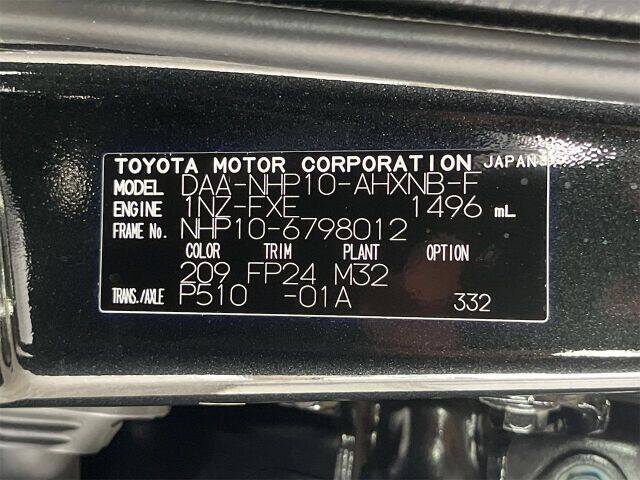 TOYOTA MOTOR CORPORATION JAPAN
MODEL DAA-NHP10-AHXNB-F
ENGINE 1NZ-FXE 1496 mL
FRAME No. NHP10-6798012
COLOR TRIM PLANT OPTION
209 FP24 M32
TRANS./AXLE P510 -01A 332